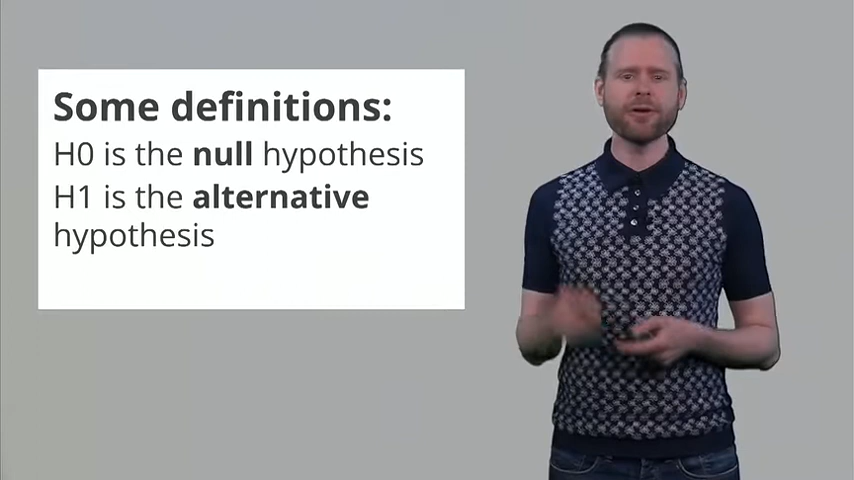 Some definitions:
H0 is the null hypothesis
H1 is the alternative
hypothesis